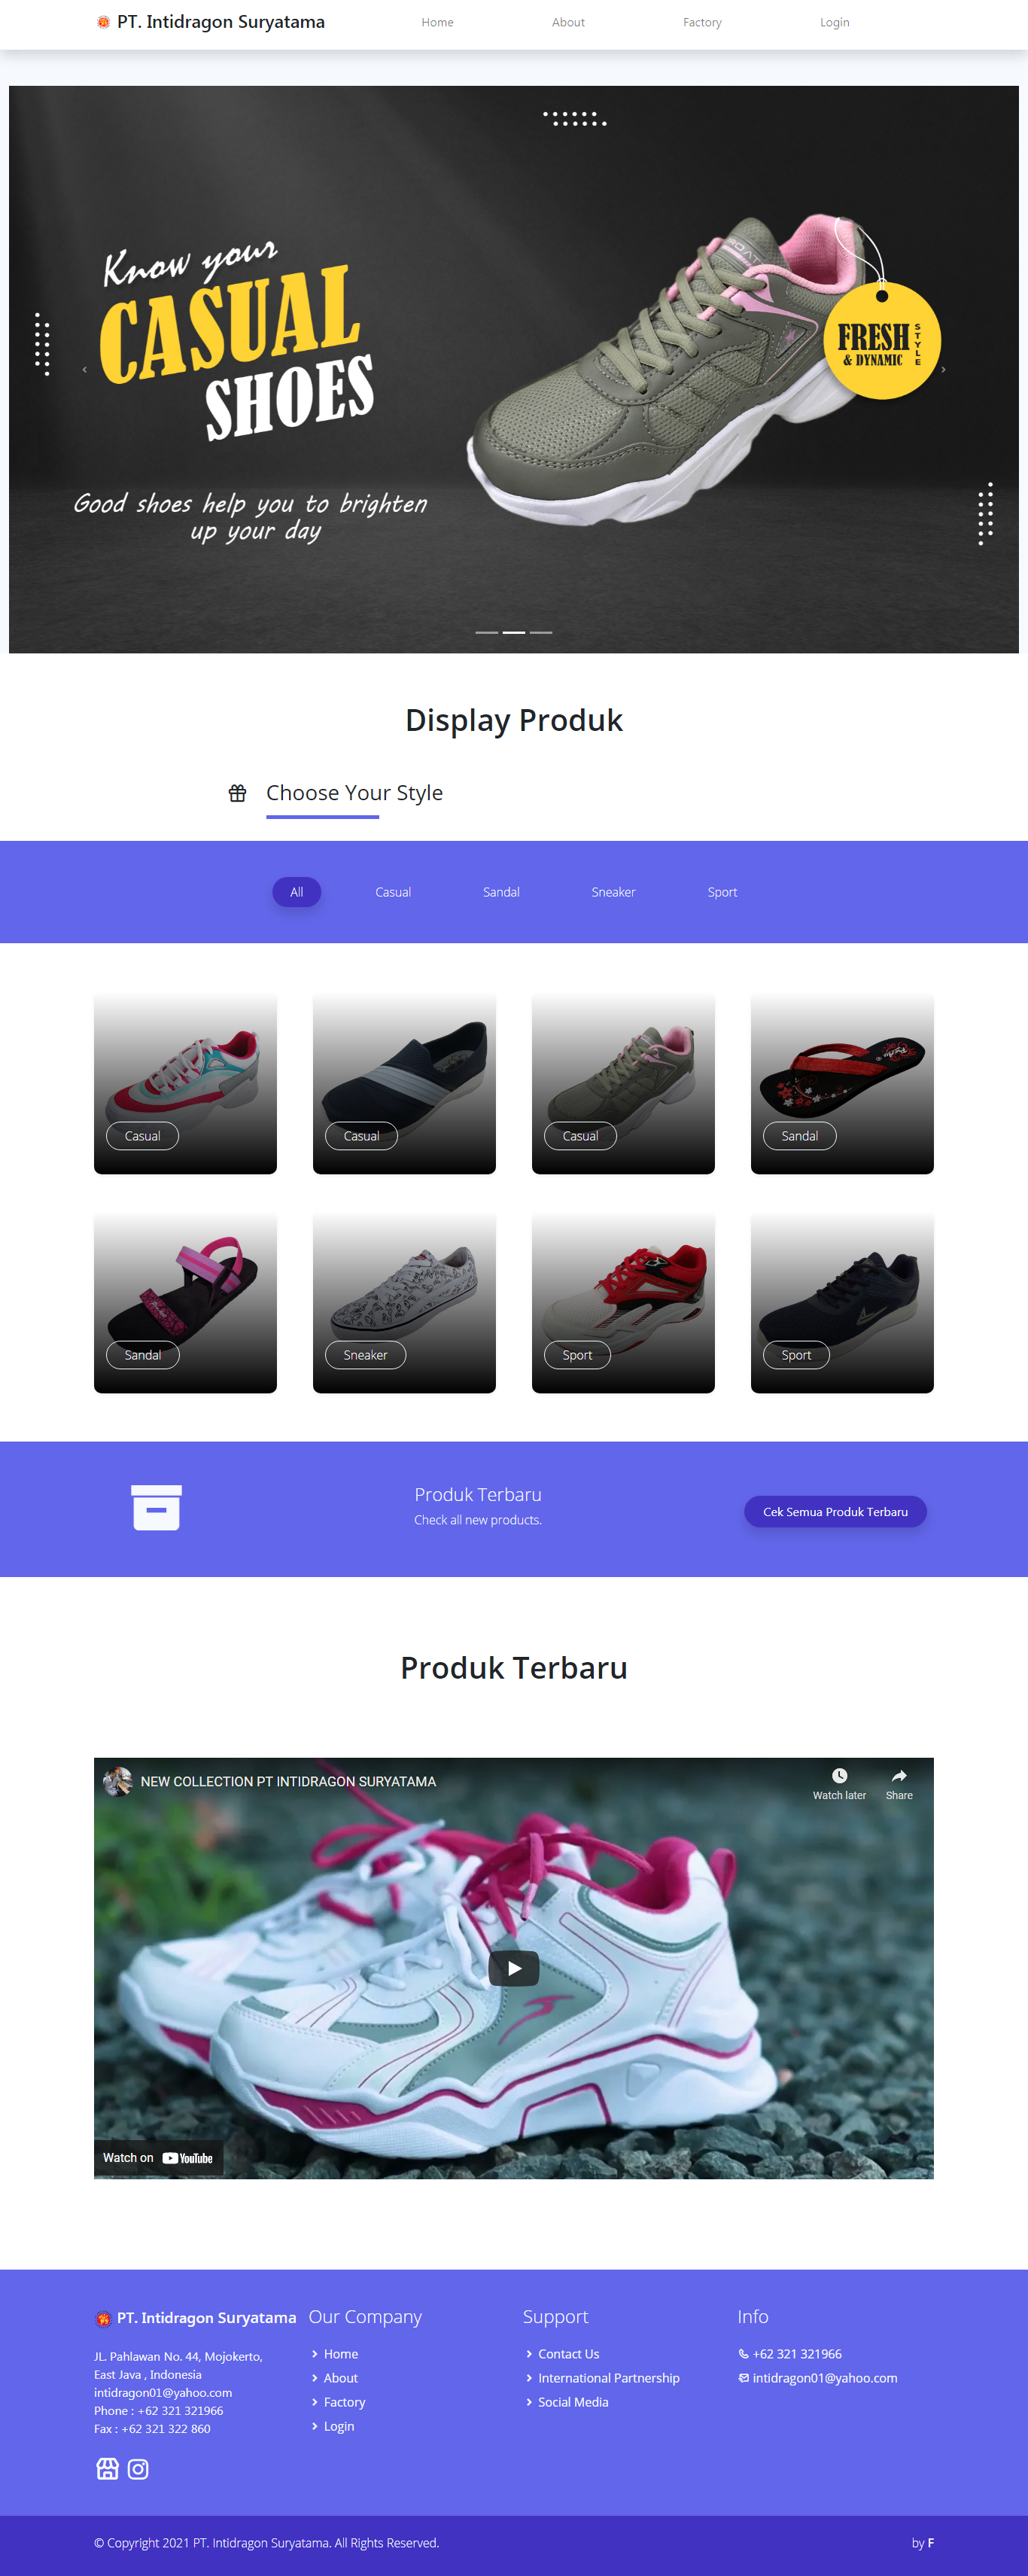 PT. Intidragon Suryatama
Home
About
Factory
Login
Know your
CASUAL
SHOES
Good shoes help you to brighten
up your day
FRESH
& DYNAMIC
STYLE
Display Produk
Choose Your Style
All
Casual
Sandal
Sneaker
Sport
Casual
Casual
Casual
Sandal
Sandal
Sneaker
Sport
Sport
Produk Terbaru
Check all new products.
Cek Semua Produk Terbaru
Produk Terbaru
NEW COLLECTION PT INTIDRAGON SURYATAMA
Watch later
Share
Watch on YouTube
PT. Intidragon Suryatama
JL. Pahlawan No. 44, Mojokerto,
East Java , Indonesia
intidragon01@yahoo.com
Phone : +62 321 321966
Fax : +62 321 322 860
Our Company
Home
About
Factory
Login
Support
Contact Us
International Partnership
Social Media
Info
+62 321 321966
intidragon01@yahoo.com
© Copyright 2021 PT. Intidragon Suryatama. All Rights Reserved.
by F